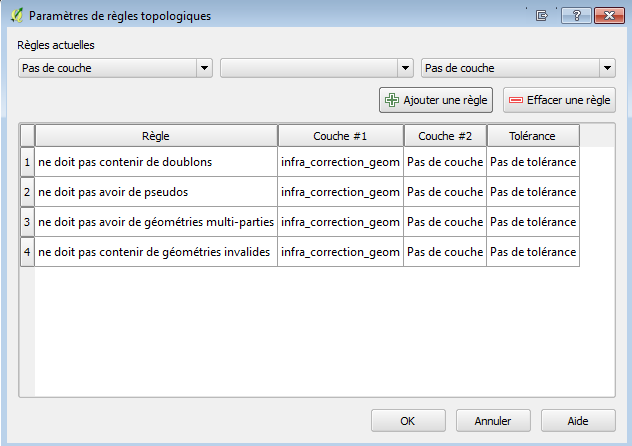 Paramètres de règles topologiques
Règles actuelles
Pas de couche Pas de couche
Ajouter une règle Effacer une règle
Règle Couche #1 Couche #2 Tolérance
1 ne doit pas contenir de doublons infra_correction_geom Pas de couche Pas de tolérance
2 ne doit pas avoir de pseudos infra_correction_geom Pas de couche Pas de tolérance
3 ne doit pas avoir de géométries multi-parties infra_correction_geom Pas de couche Pas de tolérance
4 ne doit pas contenir de géométries invalides infra_correction_geom Pas de couche Pas de tolérance
OK Annuler Aide